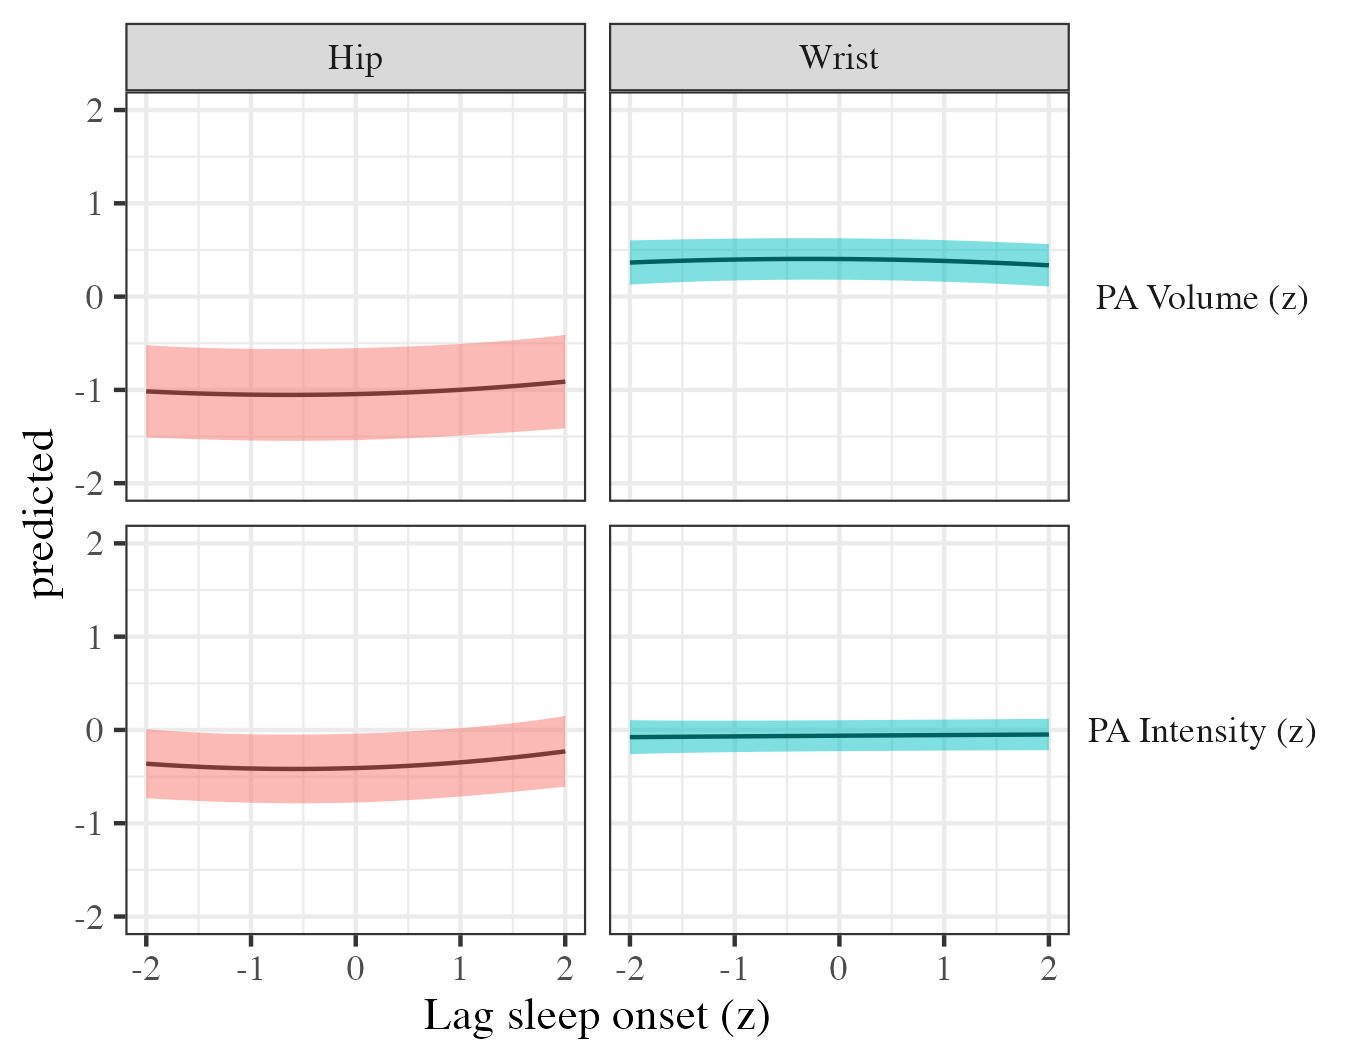 Hip
Wrist
2
1
0
-1
-2
PA Volume (z)
predicted
2
1
0
-1
-2
PA Intensity (z)
-2 -1 0 1 2
-2 -1 0 1 2
Lag sleep onset (z)